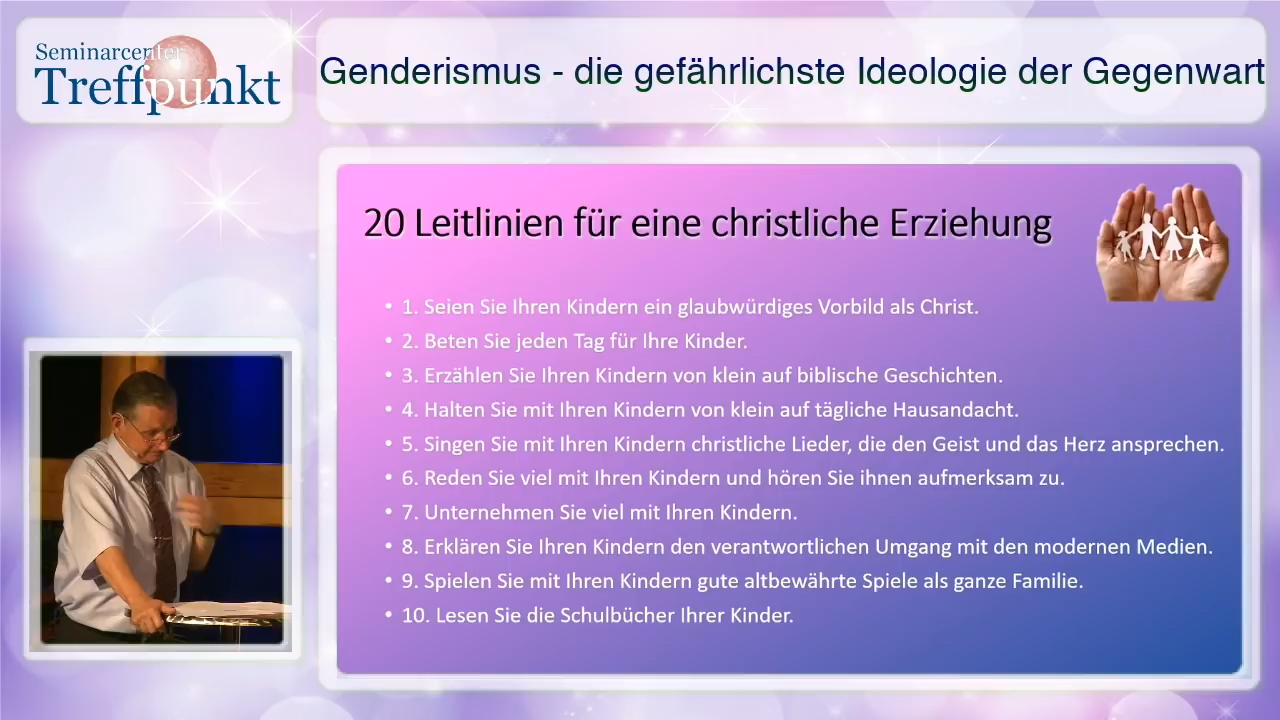 Seminarcenter
Treffpunkt
Genderismus - die gefährlichste Ideologie der Gegenwart
20 Leitlinien für eine christliche Erziehung
• 1. Seien Sie Ihren Kindern ein glaubwürdiges Vorbild als Christ.
• 2. Beten Sie jeden Tag für Ihre Kinder.
• 3. Erzählen Sie Ihren Kindern von klein auf biblische Geschichten.
• 4. Halten Sie mit Ihren Kindern von klein auf tägliche Hausandacht.
• 5. Singen Sie mit Ihren Kindern christliche Lieder, die den Geist und das Herz ansprechen.
• 6. Reden Sie viel mit Ihren Kindern und hören Sie ihnen aufmerksam zu.
• 7. Unternehmen Sie viel mit Ihren Kindern.
• 8. Erklären Sie Ihren Kindern den verantwortlichen Umgang mit den modernen Medien.
• 9. Spielen Sie mit Ihren Kindern gute altbewährte Spiele als ganze Familie.
• 10. Lesen Sie die Schulbücher Ihrer Kinder.